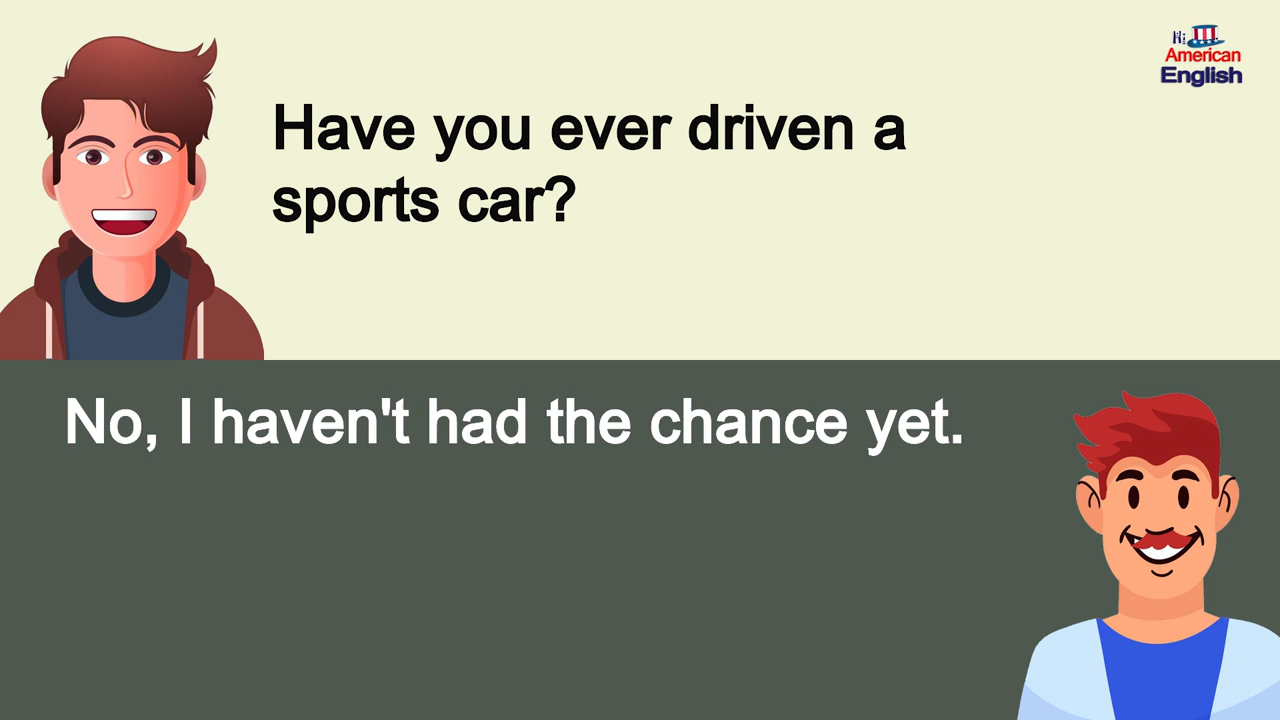 Hi
American
English
Have you ever driven a
sports car?
No, I haven't had the chance yet.